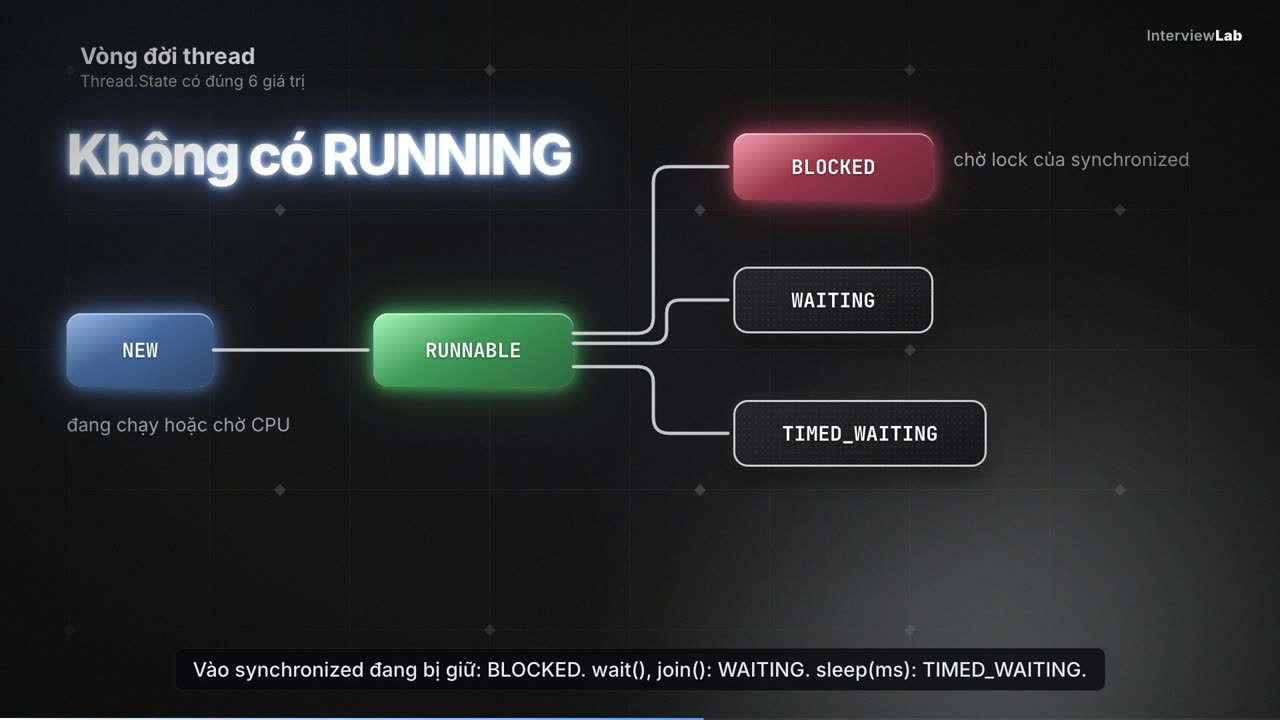 Vòng đời thread
InterviewLab
Thread.State có đúng 6 giá trị
Không có RUNNING
BLOCKED
chờ lock của synchronized
WAITING
NEW
RUNNABLE
đang chạy hoặc chờ CPU
TIMED_WAITING
Vào synchronized đang bị giữ: BLOCKED. wait(), join(): WAITING. sleep(ms): TIMED_WAITING.